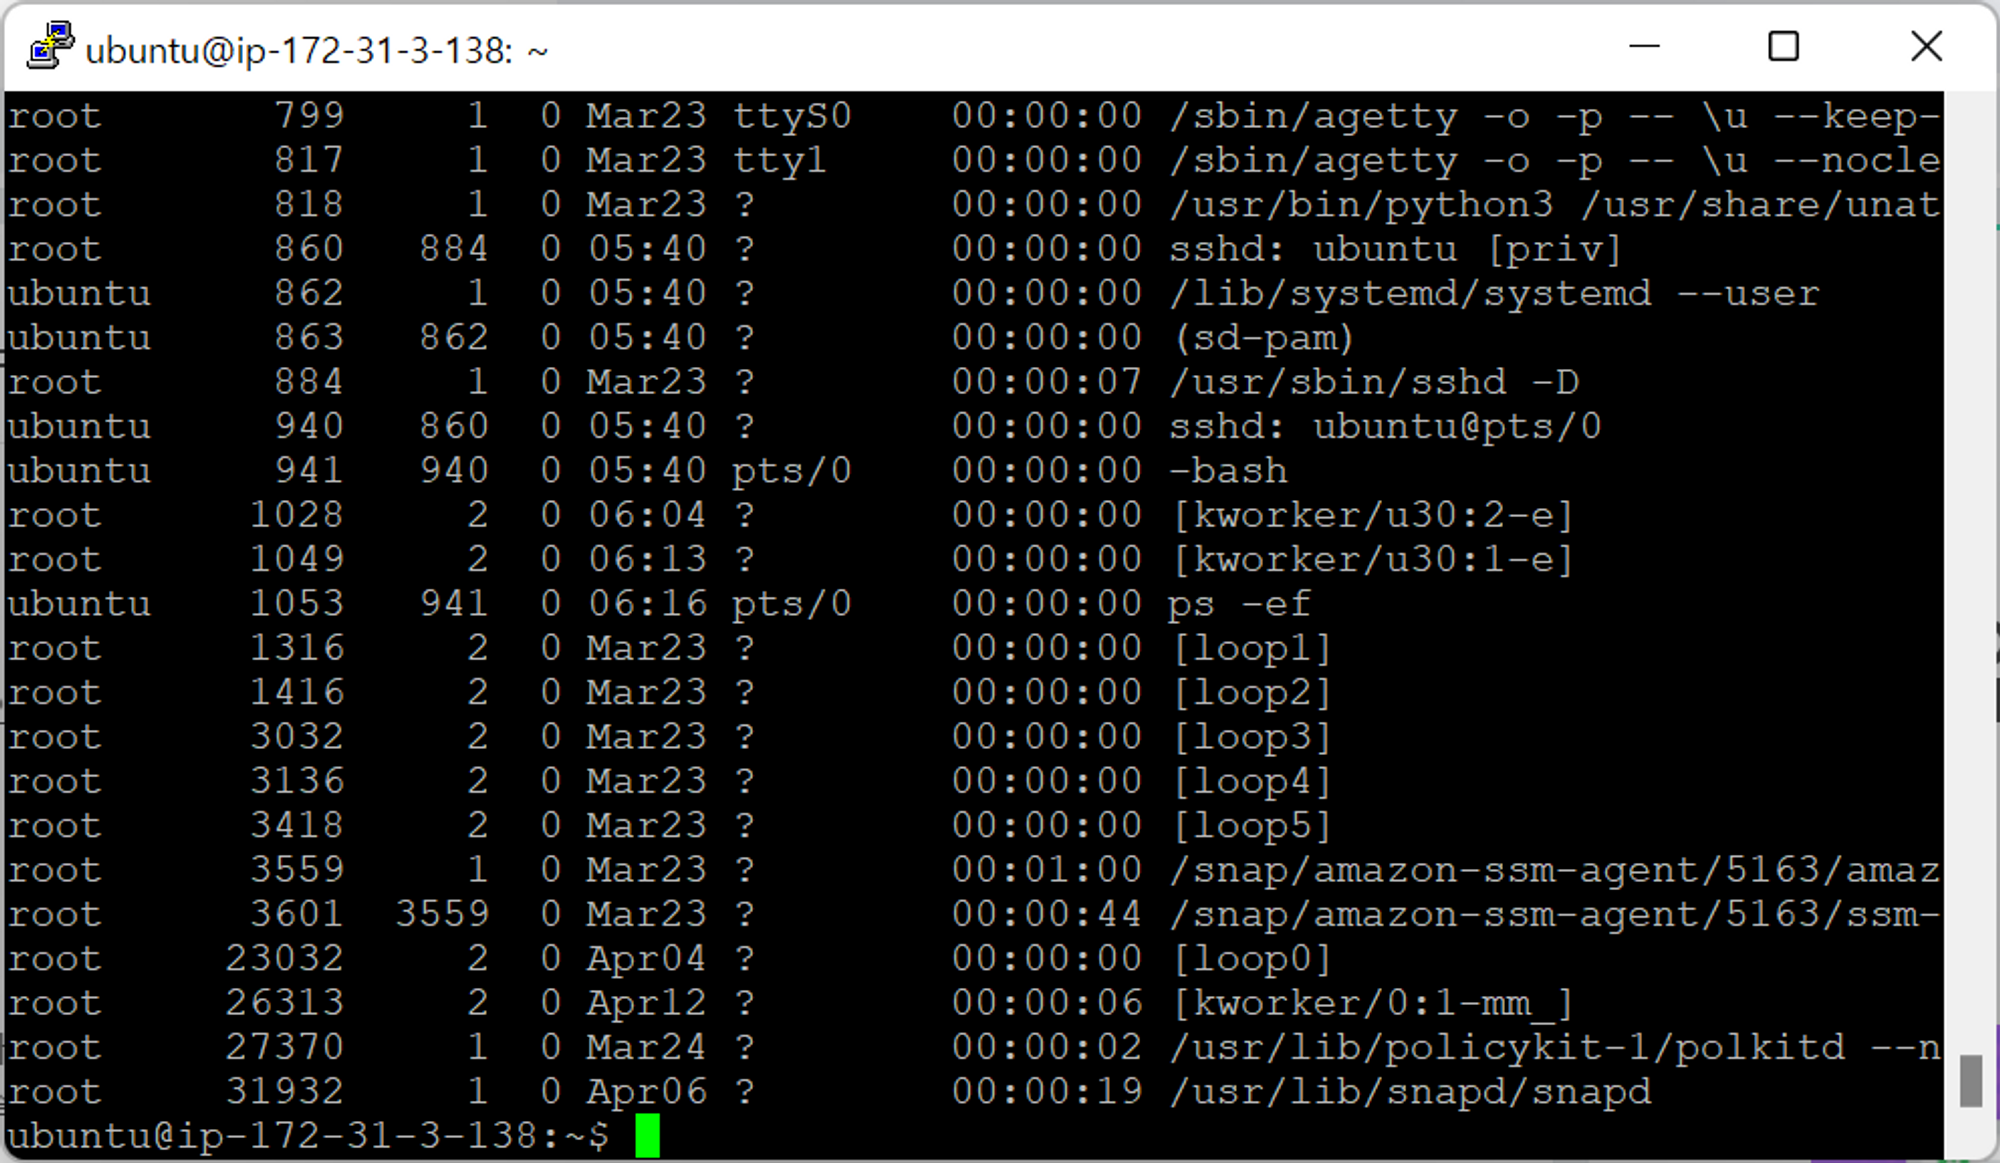 ubuntu@ip-172-31-3-138: ~
root 799 1 0 Mar23 ttyS0 00:00:00 /sbin/agetty -o -p -- \u --keep-
root 817 1 0 Mar23 tty1 00:00:00 /sbin/agetty -o -p -- \u --nocle
root 818 1 0 Mar23 ? 00:00:00 /usr/bin/python3 /usr/share/unat
root 860 884 0 05:40 ? 00:00:00 sshd: ubuntu [priv]
ubuntu 862 1 0 05:40 ? 00:00:00 /lib/systemd/systemd --user
ubuntu 863 862 0 05:40 ? 00:00:00 (sd-pam)
root 884 1 0 Mar23 ? 00:00:07 /usr/sbin/sshd -D
ubuntu 940 860 0 05:40 ? 00:00:00 sshd: ubuntu@pts/0
ubuntu 941 940 0 05:40 pts/0 00:00:00 -bash
root 1028 2 0 06:04 ? 00:00:00 [kworker/u30:2-e]
root 1049 2 0 06:13 ? 00:00:00 [kworker/u30:1-e]
ubuntu 1053 941 0 06:16 pts/0 00:00:00 ps -ef
root 1316 2 0 Mar23 ? 00:00:00 [loop1]
root 1416 2 0 Mar23 ? 00:00:00 [loop2]
root 3032 2 0 Mar23 ? 00:00:00 [loop3]
root 3136 2 0 Mar23 ? 00:00:00 [loop4]
root 3418 2 0 Mar23 ? 00:00:00 [loop5]
root 3559 1 0 Mar23 ? 00:01:00 /snap/amazon-ssm-agent/5163/amaz
root 3601 3559 0 Mar23 ? 00:00:44 /snap/amazon-ssm-agent/5163/ssm-
root 23032 2 0 Apr04 ? 00:00:00 [loop0]
root 26313 2 0 Apr12 ? 00:00:06 [kworker/0:1-mm_]
root 27370 1 0 Mar24 ? 00:00:02 /usr/lib/policykit-1/polkitd --n
root 31932 1 0 Apr06 ? 00:00:19 /usr/lib/snapd/snapd
ubuntu@ip-172-31-3-138:~$